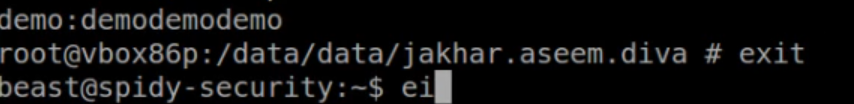 demo:demodemodemo
root@vbox86p:/data/data/jakhar.aseem.diva # exit
beast@spidy-security:~$ ei